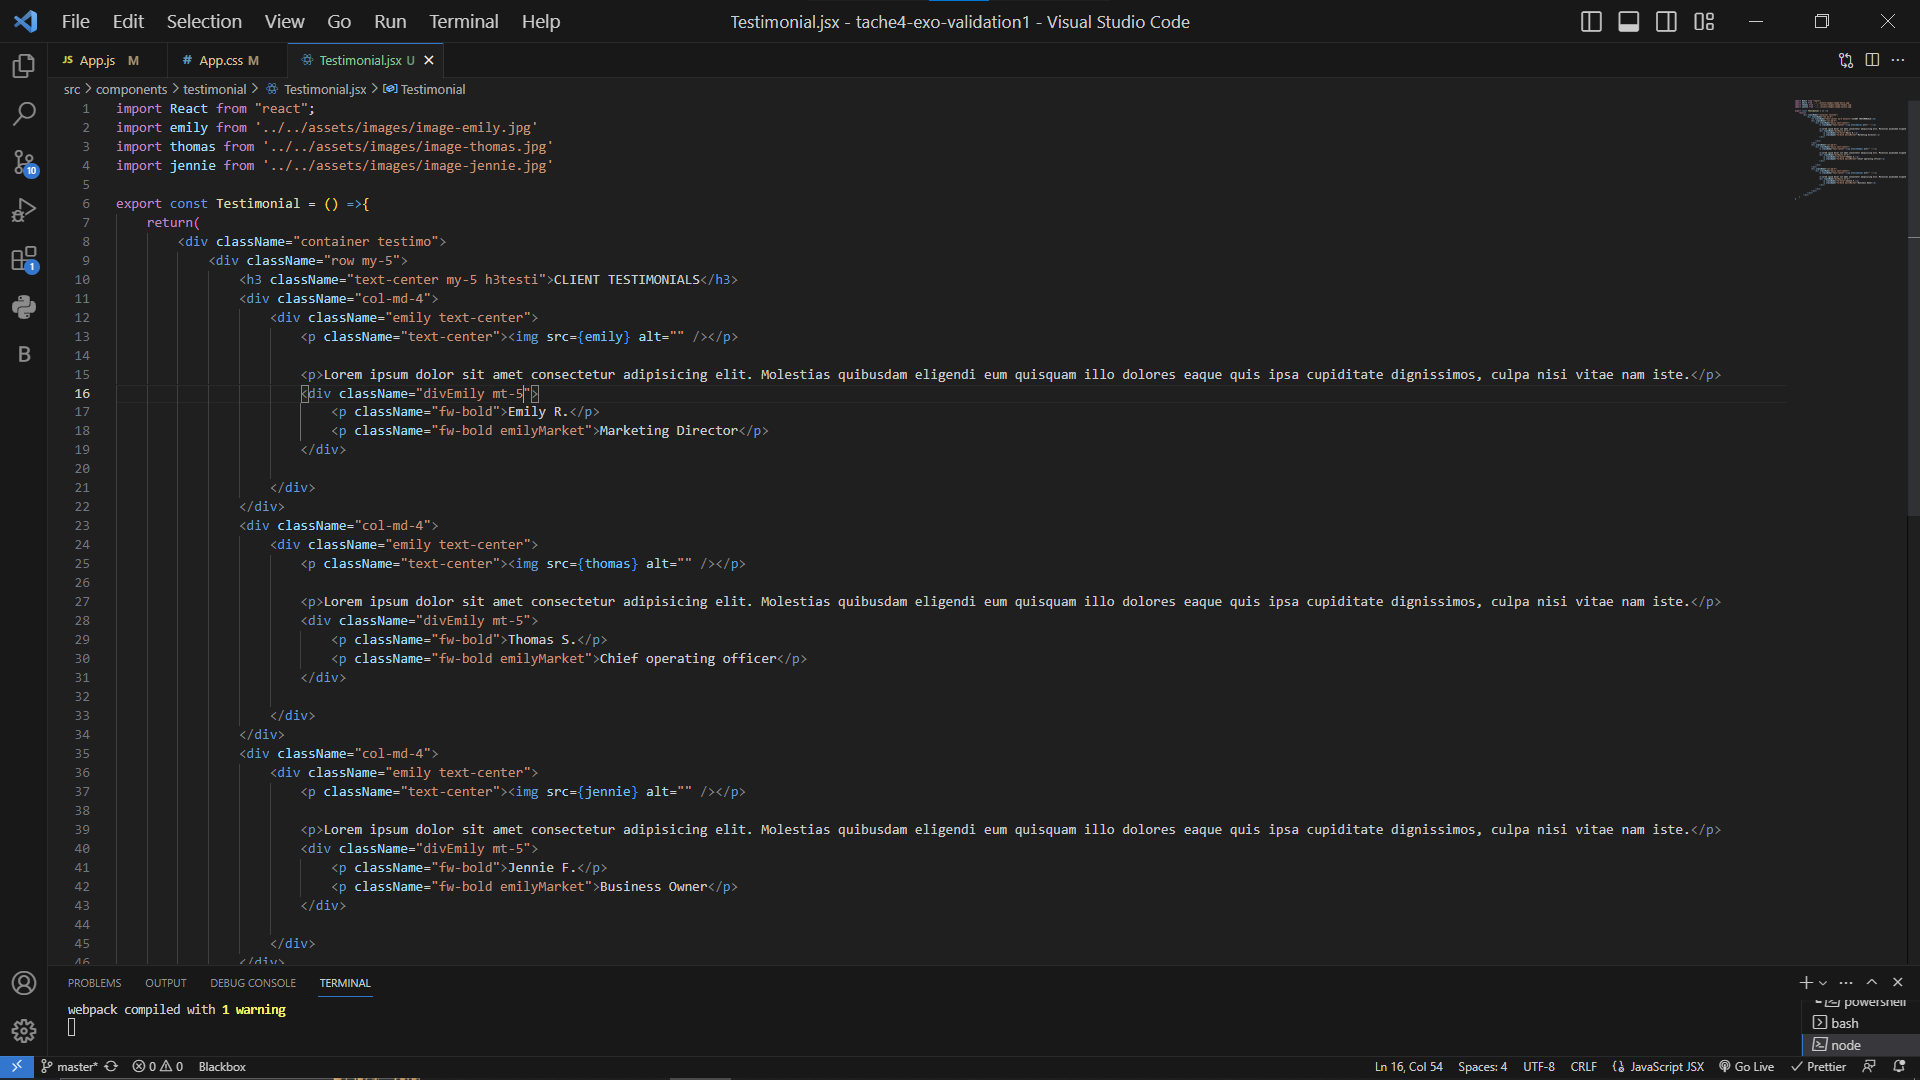 File Edit Selection View Go Run Terminal Help
Testimonial.jsx - tache4-exo-validation1 - Visual Studio Code
JS App.js M
# App.css M
Testimonial.jsx U
src > components > testimonial > Testimonial.jsx > Testimonial
1 import React from "react";
2 import emily from '../../assets/images/image-emily.jpg'
3 import thomas from '../../assets/images/image-thomas.jpg'
4 import jennie from '../../assets/images/image-jennie.jpg'
5
6 export const Testimonial = () =>{
7 return(
8 <div className="container testimo">
9 <div className="row my-5">
10 <h3 className="text-center my-5 h3testi">CLIENT TESTIMONIALS</h3>
11 <div className="col-md-4">
12 <div className="emily text-center">
13 <p className="text-center"><img src={emily} alt="" /></p>
14
15 <p>Lorem ipsum dolor sit amet consectetur adipisicing elit. Molestias quibusdam eligendi eum quisquam illo dolores eaque quis ipsa cupiditate dignissimos, culpa nisi vitae nam iste.</p>
16 <div className="divEmily mt-5">
17 <p className="fw-bold">Emily R.</p>
18 <p className="fw-bold emilyMarket">Marketing Director</p>
19 </div>
20
21 </div>
22 </div>
23 <div className="col-md-4">
24 <div className="emily text-center">
25 <p className="text-center"><img src={thomas} alt="" /></p>
26
27 <p>Lorem ipsum dolor sit amet consectetur adipisicing elit. Molestias quibusdam eligendi eum quisquam illo dolores eaque quis ipsa cupiditate dignissimos, culpa nisi vitae nam iste.</p>
28 <div className="divEmily mt-5">
29 <p className="fw-bold">Thomas S.</p>
30 <p className="fw-bold emilyMarket">Chief operating officer</p>
31 </div>
32
33 </div>
34 </div>
35 <div className="col-md-4">
36 <div className="emily text-center">
37 <p className="text-center"><img src={jennie} alt="" /></p>
38
39 <p>Lorem ipsum dolor sit amet consectetur adipisicing elit. Molestias quibusdam eligendi eum quisquam illo dolores eaque quis ipsa cupiditate dignissimos, culpa nisi vitae nam iste.</p>
40 <div className="divEmily mt-5">
41 <p className="fw-bold">Jennie F.</p>
42 <p className="fw-bold emilyMarket">Business Owner</p>
43 </div>
44
45 </div>
46 </div>
10
1
B
PROBLEMS OUTPUT DEBUG CONSOLE TERMINAL
webpack compiled with 1 warning
powershell
bash
node
master* 0 0 Blackbox
Ln 16, Col 54 Spaces: 4 UTF-8 CRLF JavaScript JSX Go Live Prettier